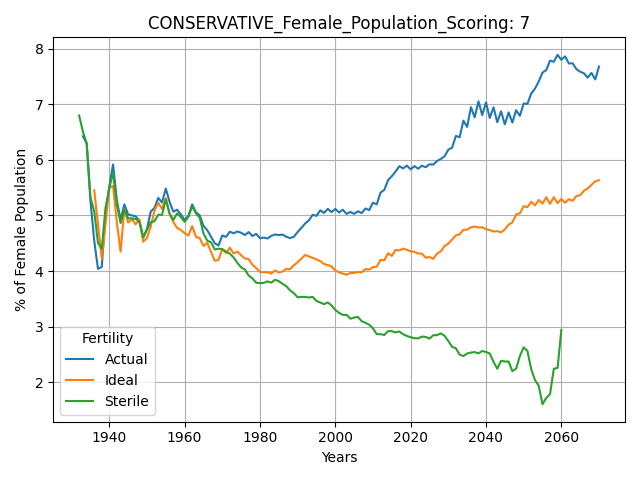 CONSERVATIVE_Female_Population_Scoring: 7
% of Female Population
8
7
6
5
4
3
2
Fertility
Actual
Ideal
Sterile
1940 1960 1980 2000 2020 2040 2060
Years